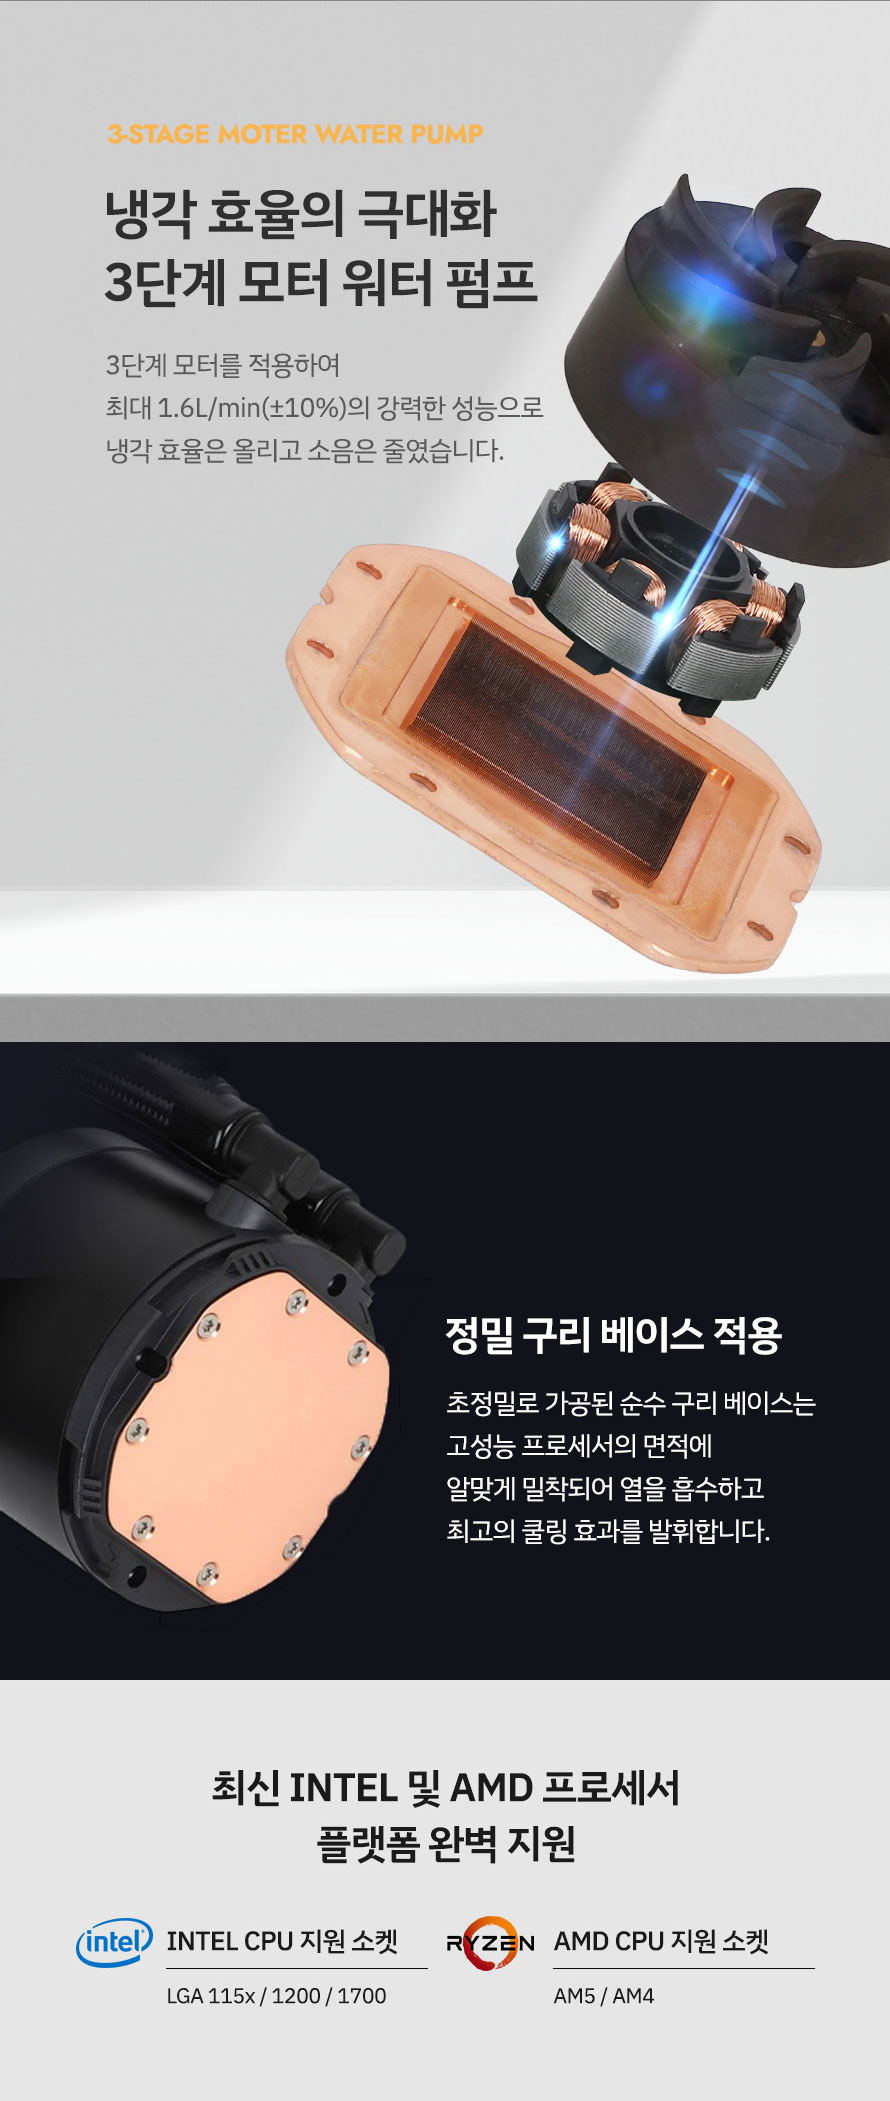 3-STAGE MOTER WATER PUMP
냉각 효율의 극대화
3단계 모터 워터 펌프
3단계 모터를 적용하여
최대 1.6L/min(±10%)의 강력한 성능으로
냉각 효율은 올리고 소음은 줄였습니다.
정밀 구리 베이스 적용
초정밀로 가공된 순수 구리 베이스는
고성능 프로세서의 면적에
알맞게 밀착되어 열을 흡수하고
최고의 쿨링 효과를 발휘합니다.
최신 INTEL 및 AMD 프로세서
플랫폼 완벽 지원
intel
INTEL CPU 지원 소켓
LGA 115x / 1200 / 1700
RYZEN
AMD CPU 지원 소켓
AM5 / AM4